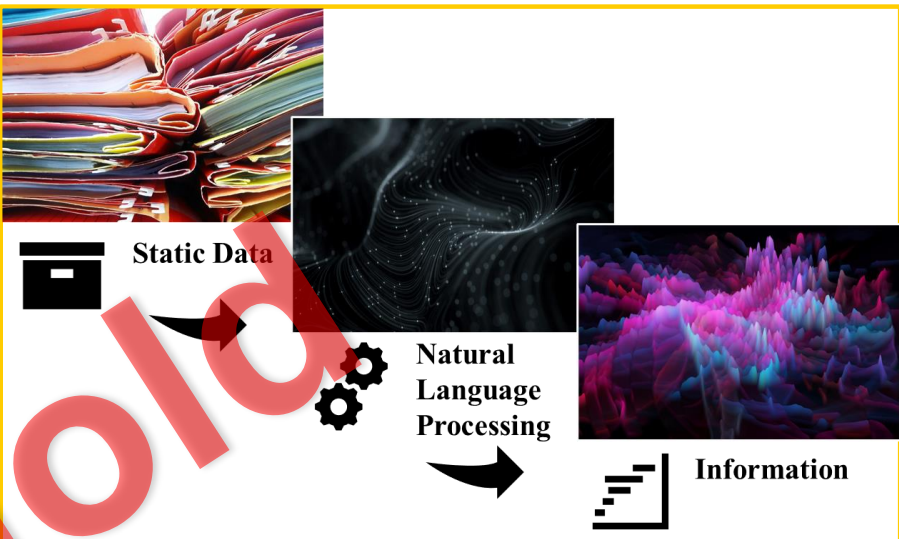 Static Data
Natural
Language
Processing
Information
old